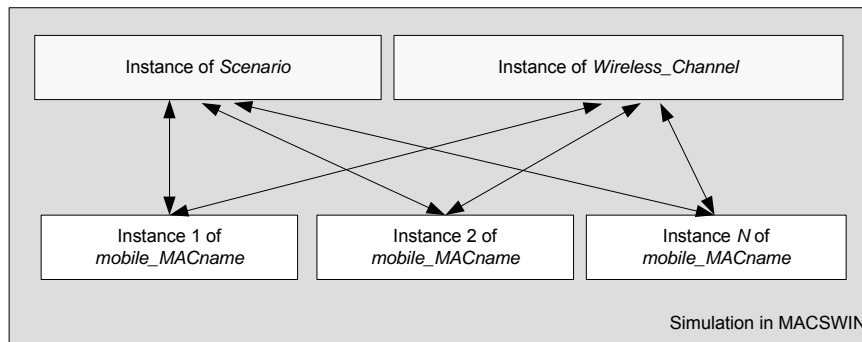 Instance of Scenario
Instance of Wireless_Channel
Instance 1 of
mobile_MACname
Instance 2 of
mobile_MACname
Instance N of
mobile_MACname
Simulation in MACSWIN